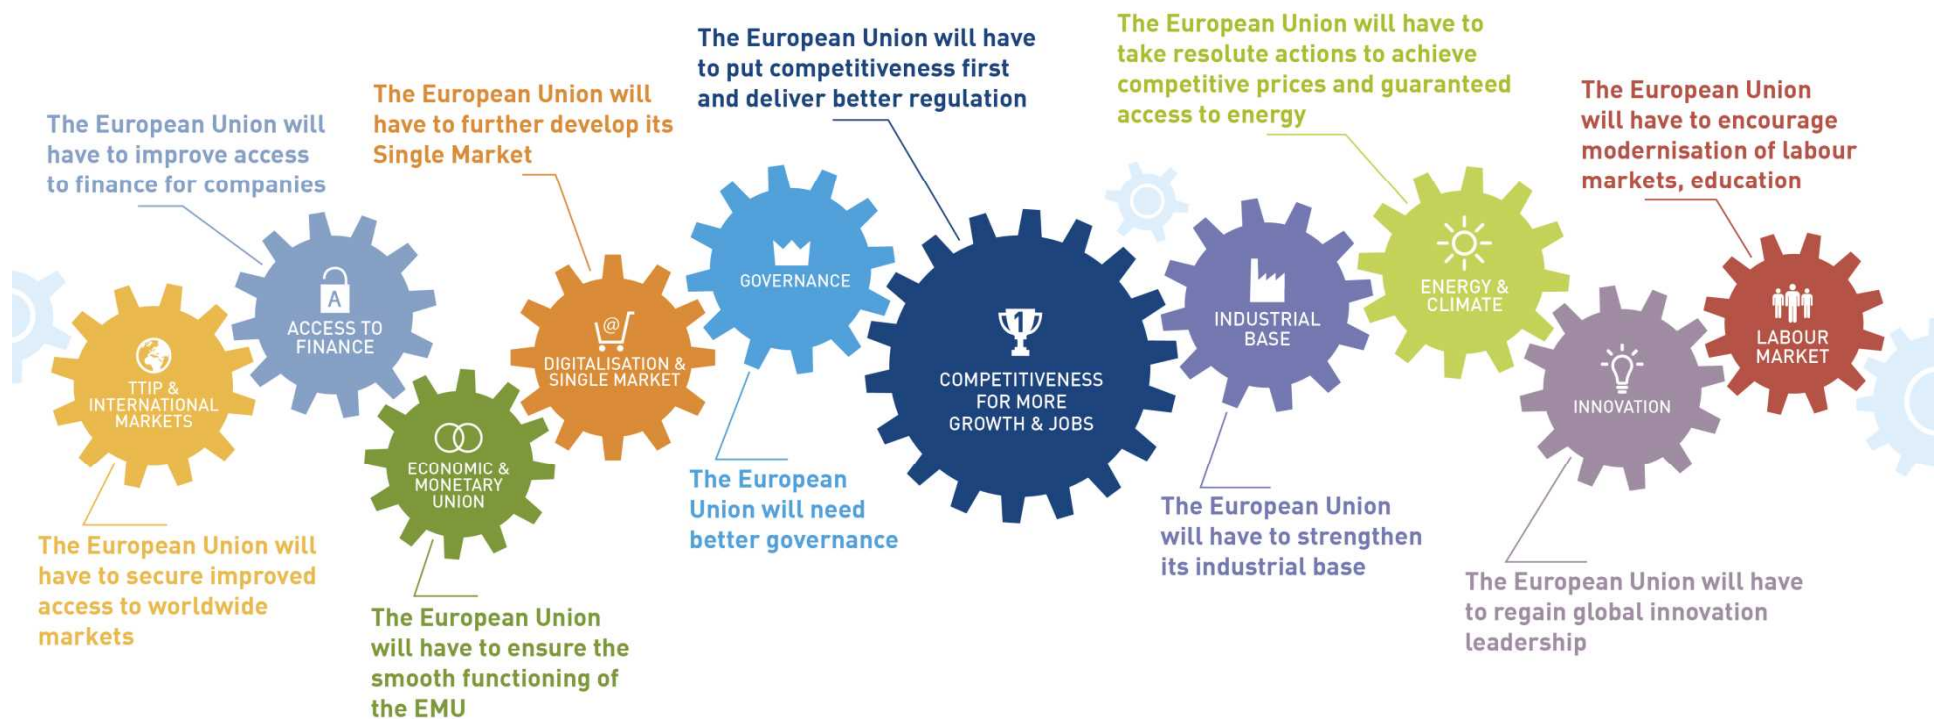 The European Union will
have to secure improved
access to worldwide
markets
TTIP &
INTERNATIONAL
MARKETS
The European Union will
have to improve access
to finance for companies
A
ACCESS TO
FINANCE
ECONOMIC &
MONETARY
UNION
The European Union
will have to ensure the
smooth functioning of
the EMU
The European Union will
have to further develop its
Single Market
@
DIGITALISATION &
SINGLE MARKET
GOVERNANCE
The European
Union will need
better governance
The European Union will have
to put competitiveness first
and deliver better regulation
1
COMPETITIVENESS
FOR MORE
GROWTH & JOBS
INDUSTRIAL
BASE
The European Union
will have to strengthen
its industrial base
The European Union will have to
take resolute actions to achieve
competitive prices and guaranteed
access to energy
ENERGY &
CLIMATE
INNOVATION
The European Union will have
to regain global innovation
leadership
The European Union
will have to encourage
modernisation of labour
markets, education
LABOUR
MARKET